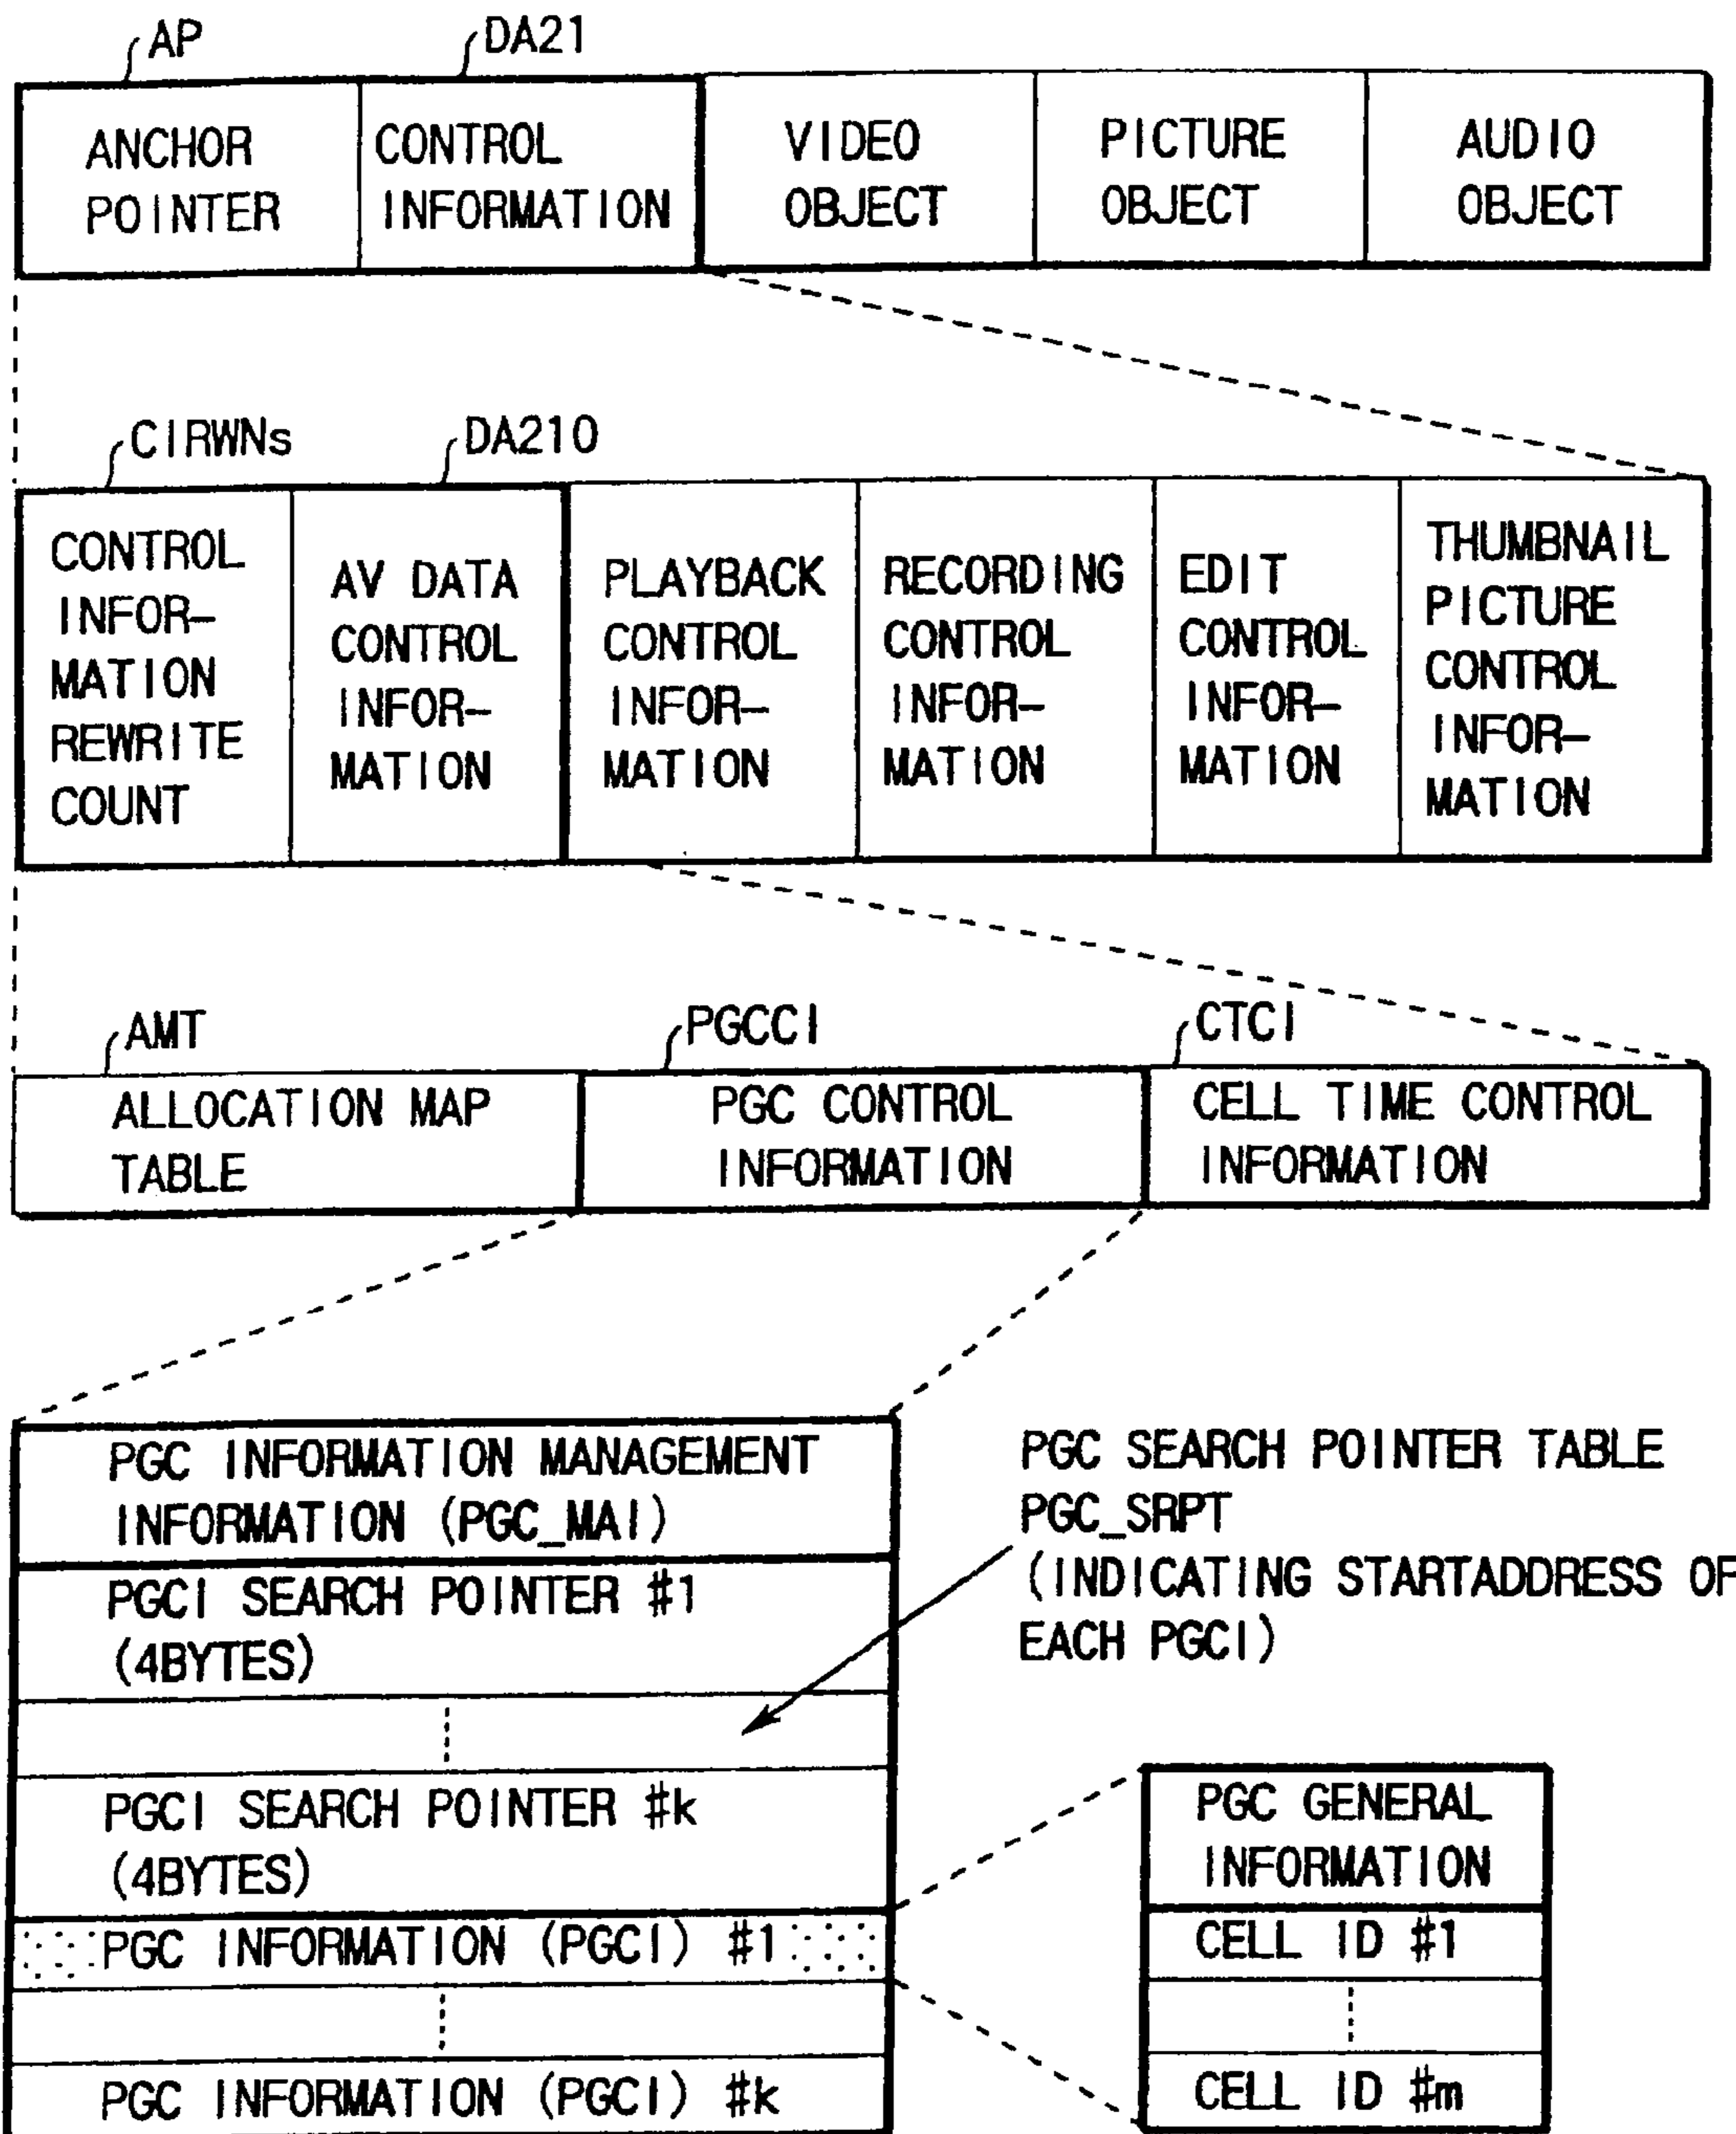 AP
DA21
ANCHOR
POINTER
CONTROL
INFORMATION
VIDEO
OBJECT
PICTURE
OBJECT
AUDIO
OBJECT
CIRWNs
DA210
CONTROL
INFOR-
MATION
REWRITE
COUNT
AV DATA
CONTROL
INFOR-
MATION
PLAYBACK
CONTROL
INFOR-
MATION
RECORDING
CONTROL
INFOR-
MATION
EDIT
CONTROL
INFOR-
MATION
THUMBNAIL
PICTURE
CONTROL
INFOR-
MATION
AMT
PGCCI
CTCI
ALLOCATION MAP
TABLE
PGC CONTROL
INFORMATION
CELL TIME CONTROL
INFORMATION
PGC INFORMATION MANAGEMENT
INFORMATION (PGC_MAI)
PGCI SEARCH POINTER #1
(4BYTES)
PGCI SEARCH POINTER #k
(4BYTES)
PGC INFORMATION (PGCI) #1
PGC INFORMATION (PGCI) #k
PGC SEARCH POINTER TABLE
PGC_SRPT
(INDICATING STARTADDRESS OF
EACH PGCI)
PGC GENERAL
INFORMATION
CELL ID #1
CELL ID #m